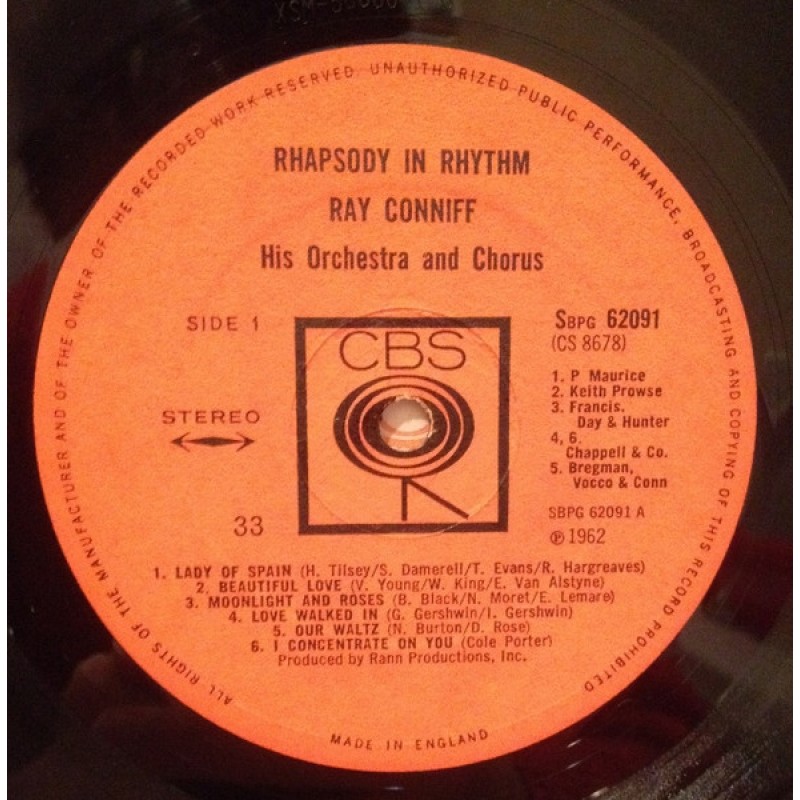 ALL RIGHTS OF THE MANUFACTURER AND OF THE OWNER OF THE RECORDED WORK RESERVED. UNAUTHORIZED PUBLIC PERFORMANCE, BROADCASTING AND COPYING OF THIS RECORD PROHIBITED
RHAPSODY IN RHYTHM
RAY CONNIFF
His Orchestra and Chorus
SIDE 1
CBS
SBPG 62091
(CS 8678)
STEREO
33
1. P Maurice
2. Keith Prowse
3. Francis.
Day & Hunter
4, 6.
Chappell & Co.
5. Bregman,
Vocco & Conn
SBPG 62091 A
℗ 1962
1. LADY OF SPAIN (H. Tilsey/S. Damerell/T. Evans/R. Hargreaves)
2. BEAUTIFUL LOVE (V. Young/W. King/E. Van Alstyne)
3. MOONLIGHT AND ROSES (B. Black/N. Moret/E. Lemare)
4. LOVE WALKED IN (G. Gershwin/I. Gershwin)
5. OUR WALTZ (N. Burton/D. Rose)
6. I CONCENTRATE ON YOU (Cole Porter)
Produced by Rann Productions, Inc.
MADE IN ENGLAND